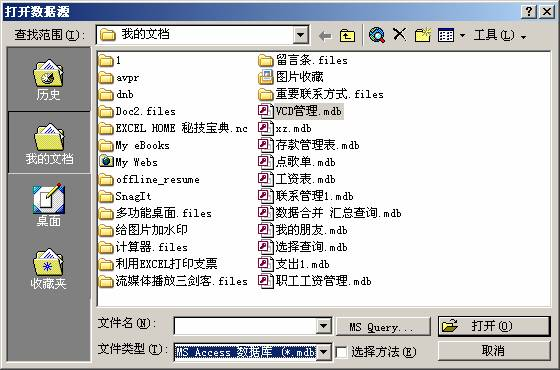 打开数据源
查找范围(I): 我的文档 工具(L)
历史
我的文档
桌面
收藏夹
1
avpr
dnb
Doc2.files
EXCEL HOME 秘技宝典.nc
My eBooks
My Webs
offline_resume
SnagIt
多功能桌面.files
给图片加水印
计算器.files
利用EXCEL打印支票
流媒体播放三剑客.files
留言条.files
图片收藏
重要联系方式.files
VCD管理.mdb
xz.mdb
存款管理表.mdb
点歌单.mdb
工资表.mdb
联系管理1.mdb
数据合并 汇总查询.mdb
我的朋友.mdb
选择查询.mdb
支出1.mdb
职工工资管理.mdb
文件名(N): MS Query... 打开(O)
文件类型(T): MS Access 数据库 (*.mdb 选择方法(E) 取消